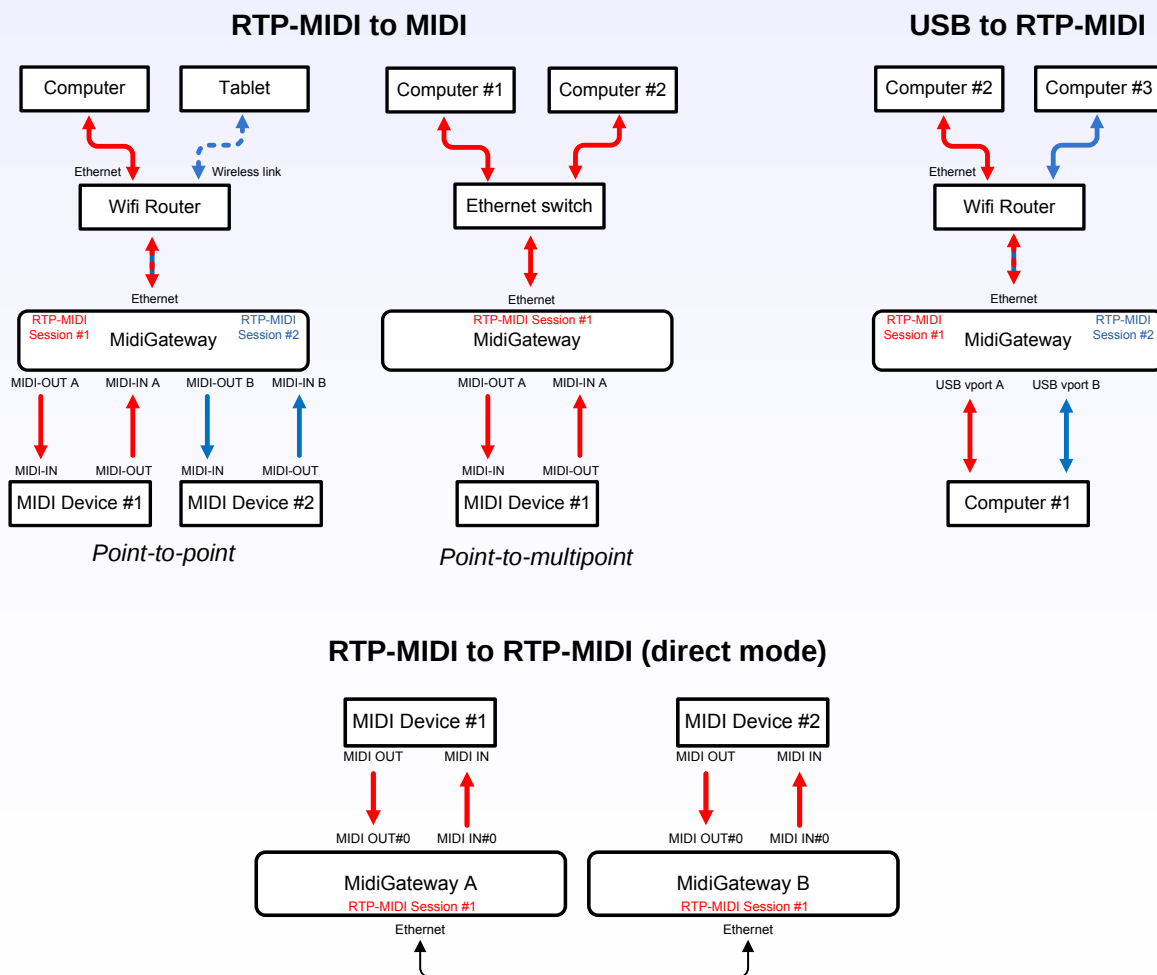 RTP-MIDI to MIDI
USB to RTP-MIDI
Computer
Tablet
Computer #1
Computer #2
Computer #2
Computer #3
Ethernet
Wireless link
Ethernet
Wifi Router
Ethernet switch
Wifi Router
Ethernet
Ethernet
Ethernet
RTP-MIDI
Session #1
MidiGateway
RTP-MIDI
Session #2
RTP-MIDI Session #1
MidiGateway
RTP-MIDI
Session #1
MidiGateway
RTP-MIDI
Session #2
MIDI-OUT A
MIDI-IN A
MIDI-OUT B
MIDI-IN B
MIDI-OUT A
MIDI-IN A
USB vport A
USB vport B
MIDI-IN
MIDI-OUT
MIDI-IN
MIDI-OUT
MIDI-IN
MIDI-OUT
MIDI Device #1
MIDI Device #2
MIDI Device #1
Computer #1
Point-to-point
Point-to-multipoint
RTP-MIDI to RTP-MIDI (direct mode)
MIDI Device #1
MIDI Device #2
MIDI OUT
MIDI IN
MIDI OUT
MIDI IN
MIDI OUT#0
MIDI IN#0
MIDI OUT#0
MIDI IN#0
MidiGateway A
RTP-MIDI Session #1
MidiGateway B
RTP-MIDI Session #1
Ethernet
Ethernet